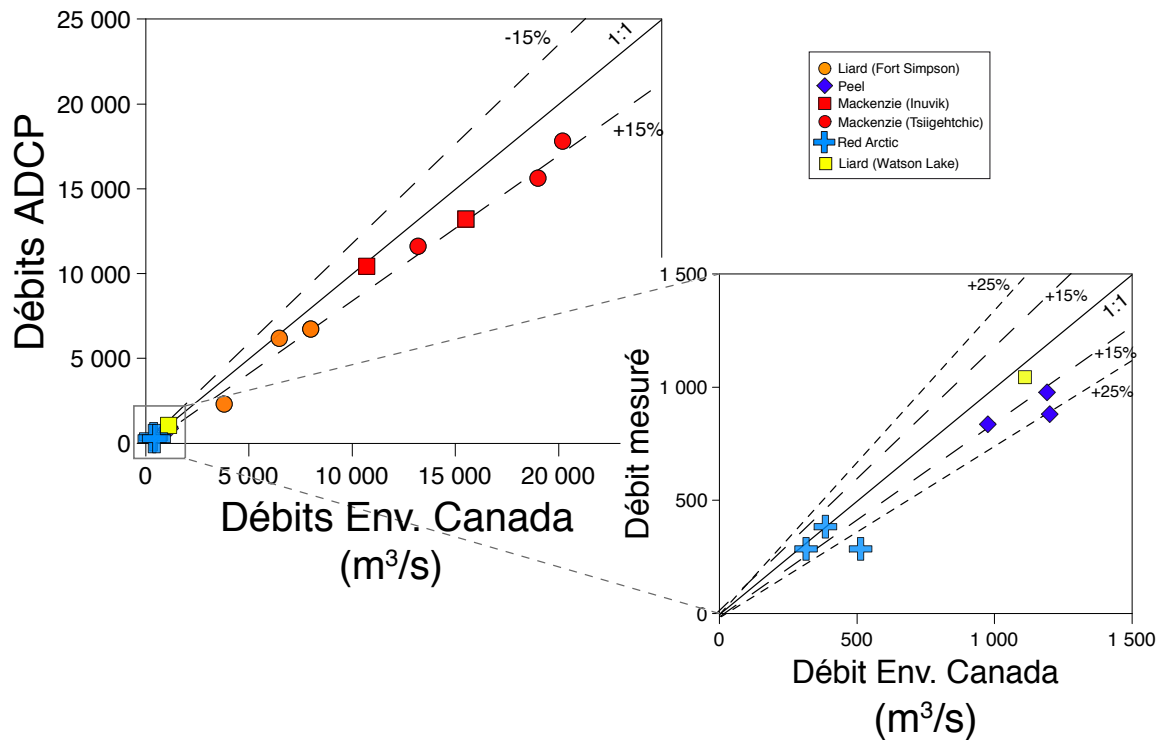 25 000
20 000
15 000
10 000
5 000
0
Débits ADCP
-15%
1:1
+15%
0
5 000
10 000
15 000
20 000
Débits Env. Canada
(m³/s)
Liard (Fort Simpson)
Peel
Mackenzie (Inuvik)
Mackenzie (Tsiigehtchic)
Red Arctic
Liard (Watson Lake)
1 500
1 000
500
0
Débit mesuré
+25%
+15%
1:1
+15%
+25%
0
500
1 000
1 500
Débit Env. Canada
(m³/s)